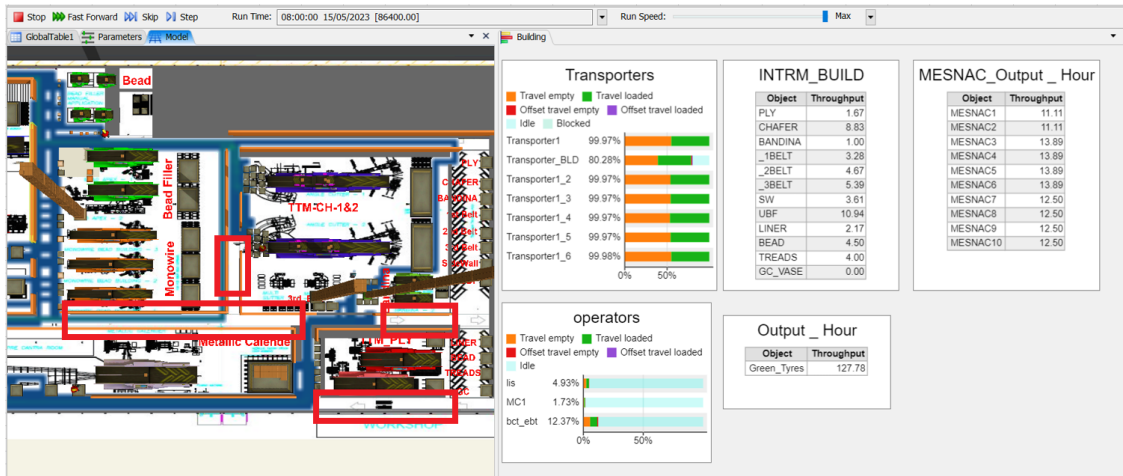 Stop Fast Forward Skip Step Run Time: 08:00:00 15/05/2023 [86400.00] Run Speed: Max
GlobalTable1 Parameters Model
Building
Bead
Bead Filler
Monowire
TTM-CH-1&2
PLY
Metallic Calende
TTM_PLY
TREADS
WORKSHOP
Transporters
Travel empty Travel loaded
Offset travel empty Offset travel loaded
Idle Blocked
Transporter1 99.97%
Transporter_BLD 80.28%
Transporter1_2 99.97%
Transporter1_3 99.97%
Transporter1_4 99.97%
Transporter1_5 99.97%
Transporter1_6 99.98%
0% 50%
operators
Travel empty Travel loaded
Offset travel empty Offset travel loaded
Idle
lis 4.93%
MC1 1.73%
bct_ebt 12.37%
0% 50%
INTRM_BUILD
Object Throughput
PLY 1.67
CHAFER 8.83
BANDINA 1.00
_1BELT 3.28
_2BELT 4.67
_3BELT 5.39
SW 3.61
UBF 10.94
LINER 2.17
BEAD 4.50
TREADS 4.00
GC_VASE 0.00
MESNAC_Output _ Hour
Object Throughput
MESNAC1 11.11
MESNAC2 11.11
MESNAC3 13.89
MESNAC4 13.89
MESNAC5 13.89
MESNAC6 13.89
MESNAC7 12.50
MESNAC8 12.50
MESNAC9 12.50
MESNAC10 12.50
Output _ Hour
Object Throughput
Green_Tyres 127.78